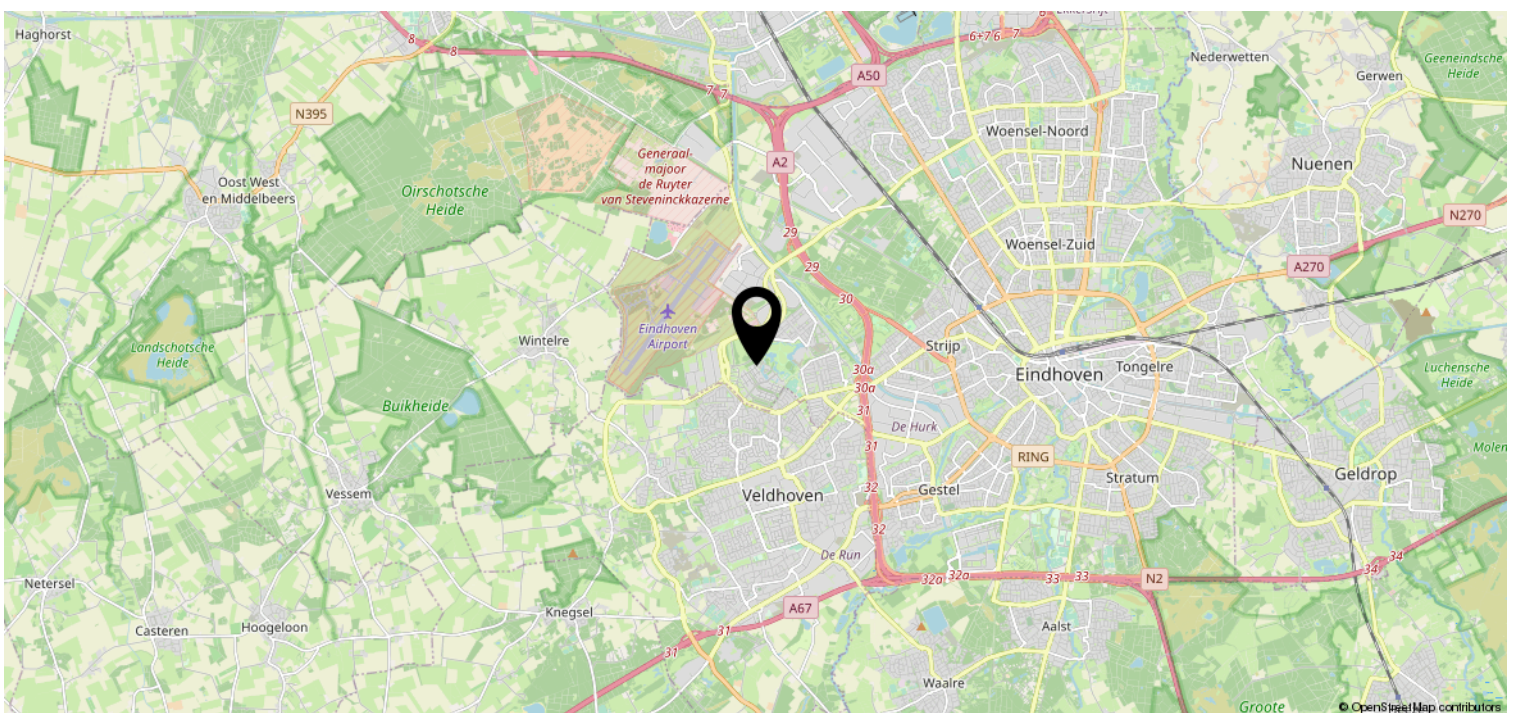 Haghorst
8
8
6+7
6
7
6
Nederwetten
Geeneindsche
Heide
Gerwen
A50
7
7
N395
Woensel-Noord
Generaal-
majoor
de Ruyter
van Steveninckkazerne
A2
Nuenen
Oost West
en Middelbeers
Oirschotsche
Heide
N270
29
Woensel-Zuid
29
A270
30
Eindhoven
Airport
Landschotsche
Heide
Wintelre
Strijp
30a
Eindhoven
Tongelre
Luchensche
Heide
30a
Buikheide
31
De Hurk
31
Molen
RING
Geldrop
Vessem
Veldhoven
32
Gestel
Stratum
32
De Run
34
34
Netersel
32a
32a
33
33
N2
Knegsel
A67
Casteren
Hoogeloon
31
Aalst
31
Waalre
Groote
© OpenStreetMap contributors